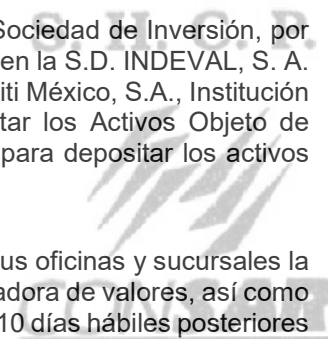 S. H. C. P.
Sociedad de Inversión, por
en la S.D. INDEVAL, S. A.
iti México, S.A., Institución
tar los Activos Objeto de
para depositar los activos
us oficinas y sucursales la
adora de valores, así como
10 días hábiles posteriores
CONSAR